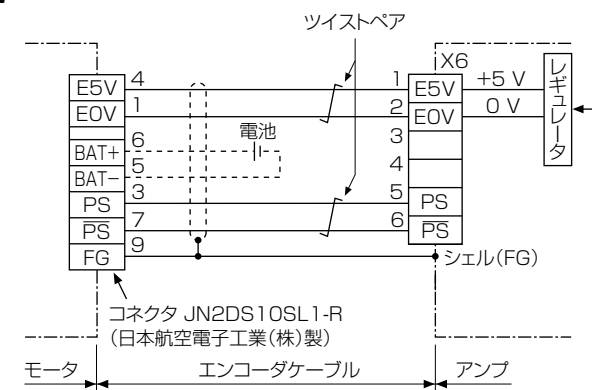 ツイストペア
X6
E5V 4 1 E5V +5 V
E0V 1 2 E0V 0 V
レギュレータ
電池
3
BAT+ 6
4
BAT− 5
PS 3 5 PS
P̅S̅ 7 6 P̅S̅
FG 9
シェル(FG)
コネクタ JN2DS10SL1-R
(日本航空電子工業(株)製)
モータ エンコーダケーブル アンプ